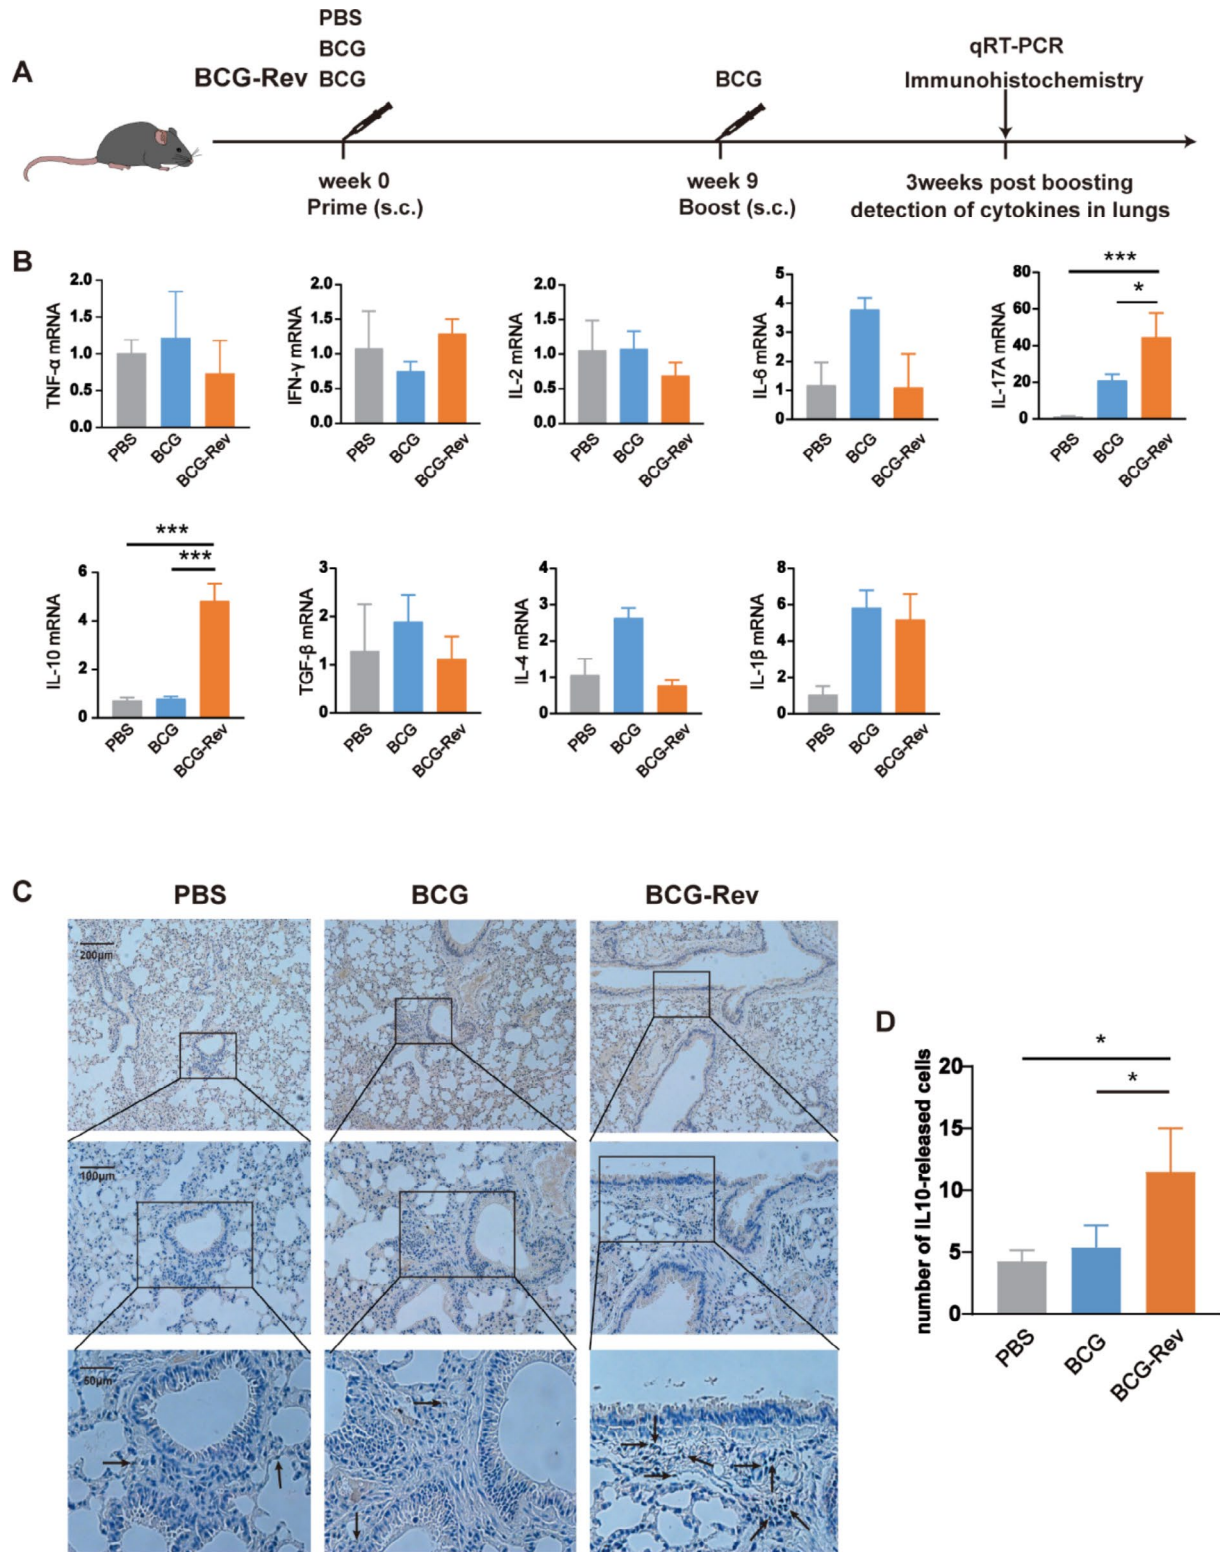 A
PBS
BCG
BCG-Rev BCG
BCG
qRT-PCR
Immunohistochemistry
week 0
Prime (s.c.)
week 9
Boost (s.c.)
3weeks post boosting
detection of cytokines in lungs
B
TNF-α mRNA
2.0
1.5
1.0
0.5
0.0
PBS
BCG
BCG-Rev
IFN-γ mRNA
2.0
1.5
1.0
0.5
0.0
PBS
BCG
BCG-Rev
IL-2 mRNA
2.0
1.5
1.0
0.5
0.0
PBS
BCG
BCG-Rev
IL-6 mRNA
5
4
3
2
1
0
PBS
BCG
BCG-Rev
IL-17A mRNA
80
60
40
20
0
***
*
PBS
BCG
BCG-Rev
IL-10 mRNA
6
4
2
0
***
***
PBS
BCG
BCG-Rev
TGF-β mRNA
3
2
1
0
PBS
BCG
BCG-Rev
IL-4 mRNA
4
3
2
1
0
PBS
BCG
BCG-Rev
IL-1β mRNA
8
6
4
2
0
PBS
BCG
BCG-Rev
C
PBS
BCG
BCG-Rev
200μm
100μm
50μm
D
number of IL10-released cells
20
15
10
5
0
*
*
PBS
BCG
BCG-Rev